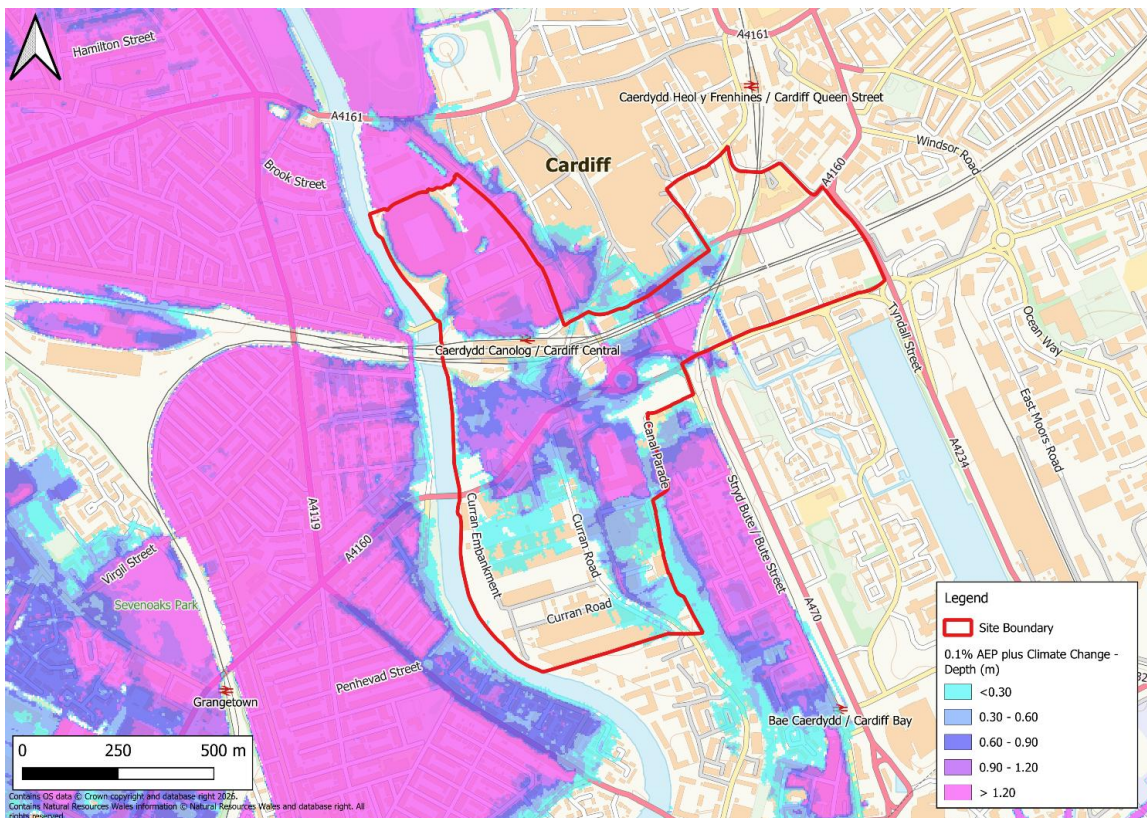 Hamilton Street
A4161
A4161
Caerdydd Heol y Frenhines / Cardiff Queen Street
Windsor Road
A4160
Brook Street
Cardiff
Caerdydd Canolog / Cardiff Central
Tyndall Street
Ocean Way
East Moors Road
A4234
Canal Parade
Stryd Bute / Bute Street
A4119
A4160
Curran Embankment
Curran Road
Curran Road
Virgil Street
Sevenoaks Park
A470
Penhevad Street
Grangetown
Bae Caerdydd / Cardiff Bay
Legend
Site Boundary
0.1% AEP plus Climate Change -
Depth (m)
<0.30
0.30 - 0.60
0.60 - 0.90
0.90 - 1.20
> 1.20
0 250 500 m
Contains OS data © Crown copyright and database right 2026.
Contains Natural Resources Wales information © Natural Resources Wales and database right. All
rights reserved.